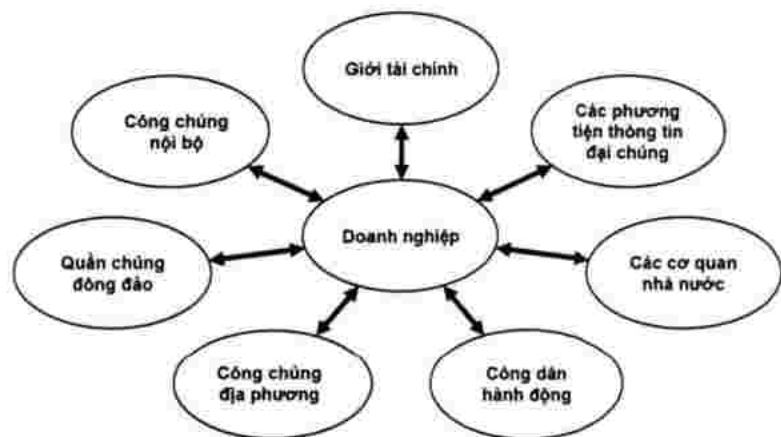 Giới tài chính
Công chúng
nội bộ
Các phương
tiện thông tin
đại chúng
Doanh nghiệp
Quần chúng
đông đảo
Các cơ quan
nhà nước
Công chúng
địa phương
Công dân
hành động